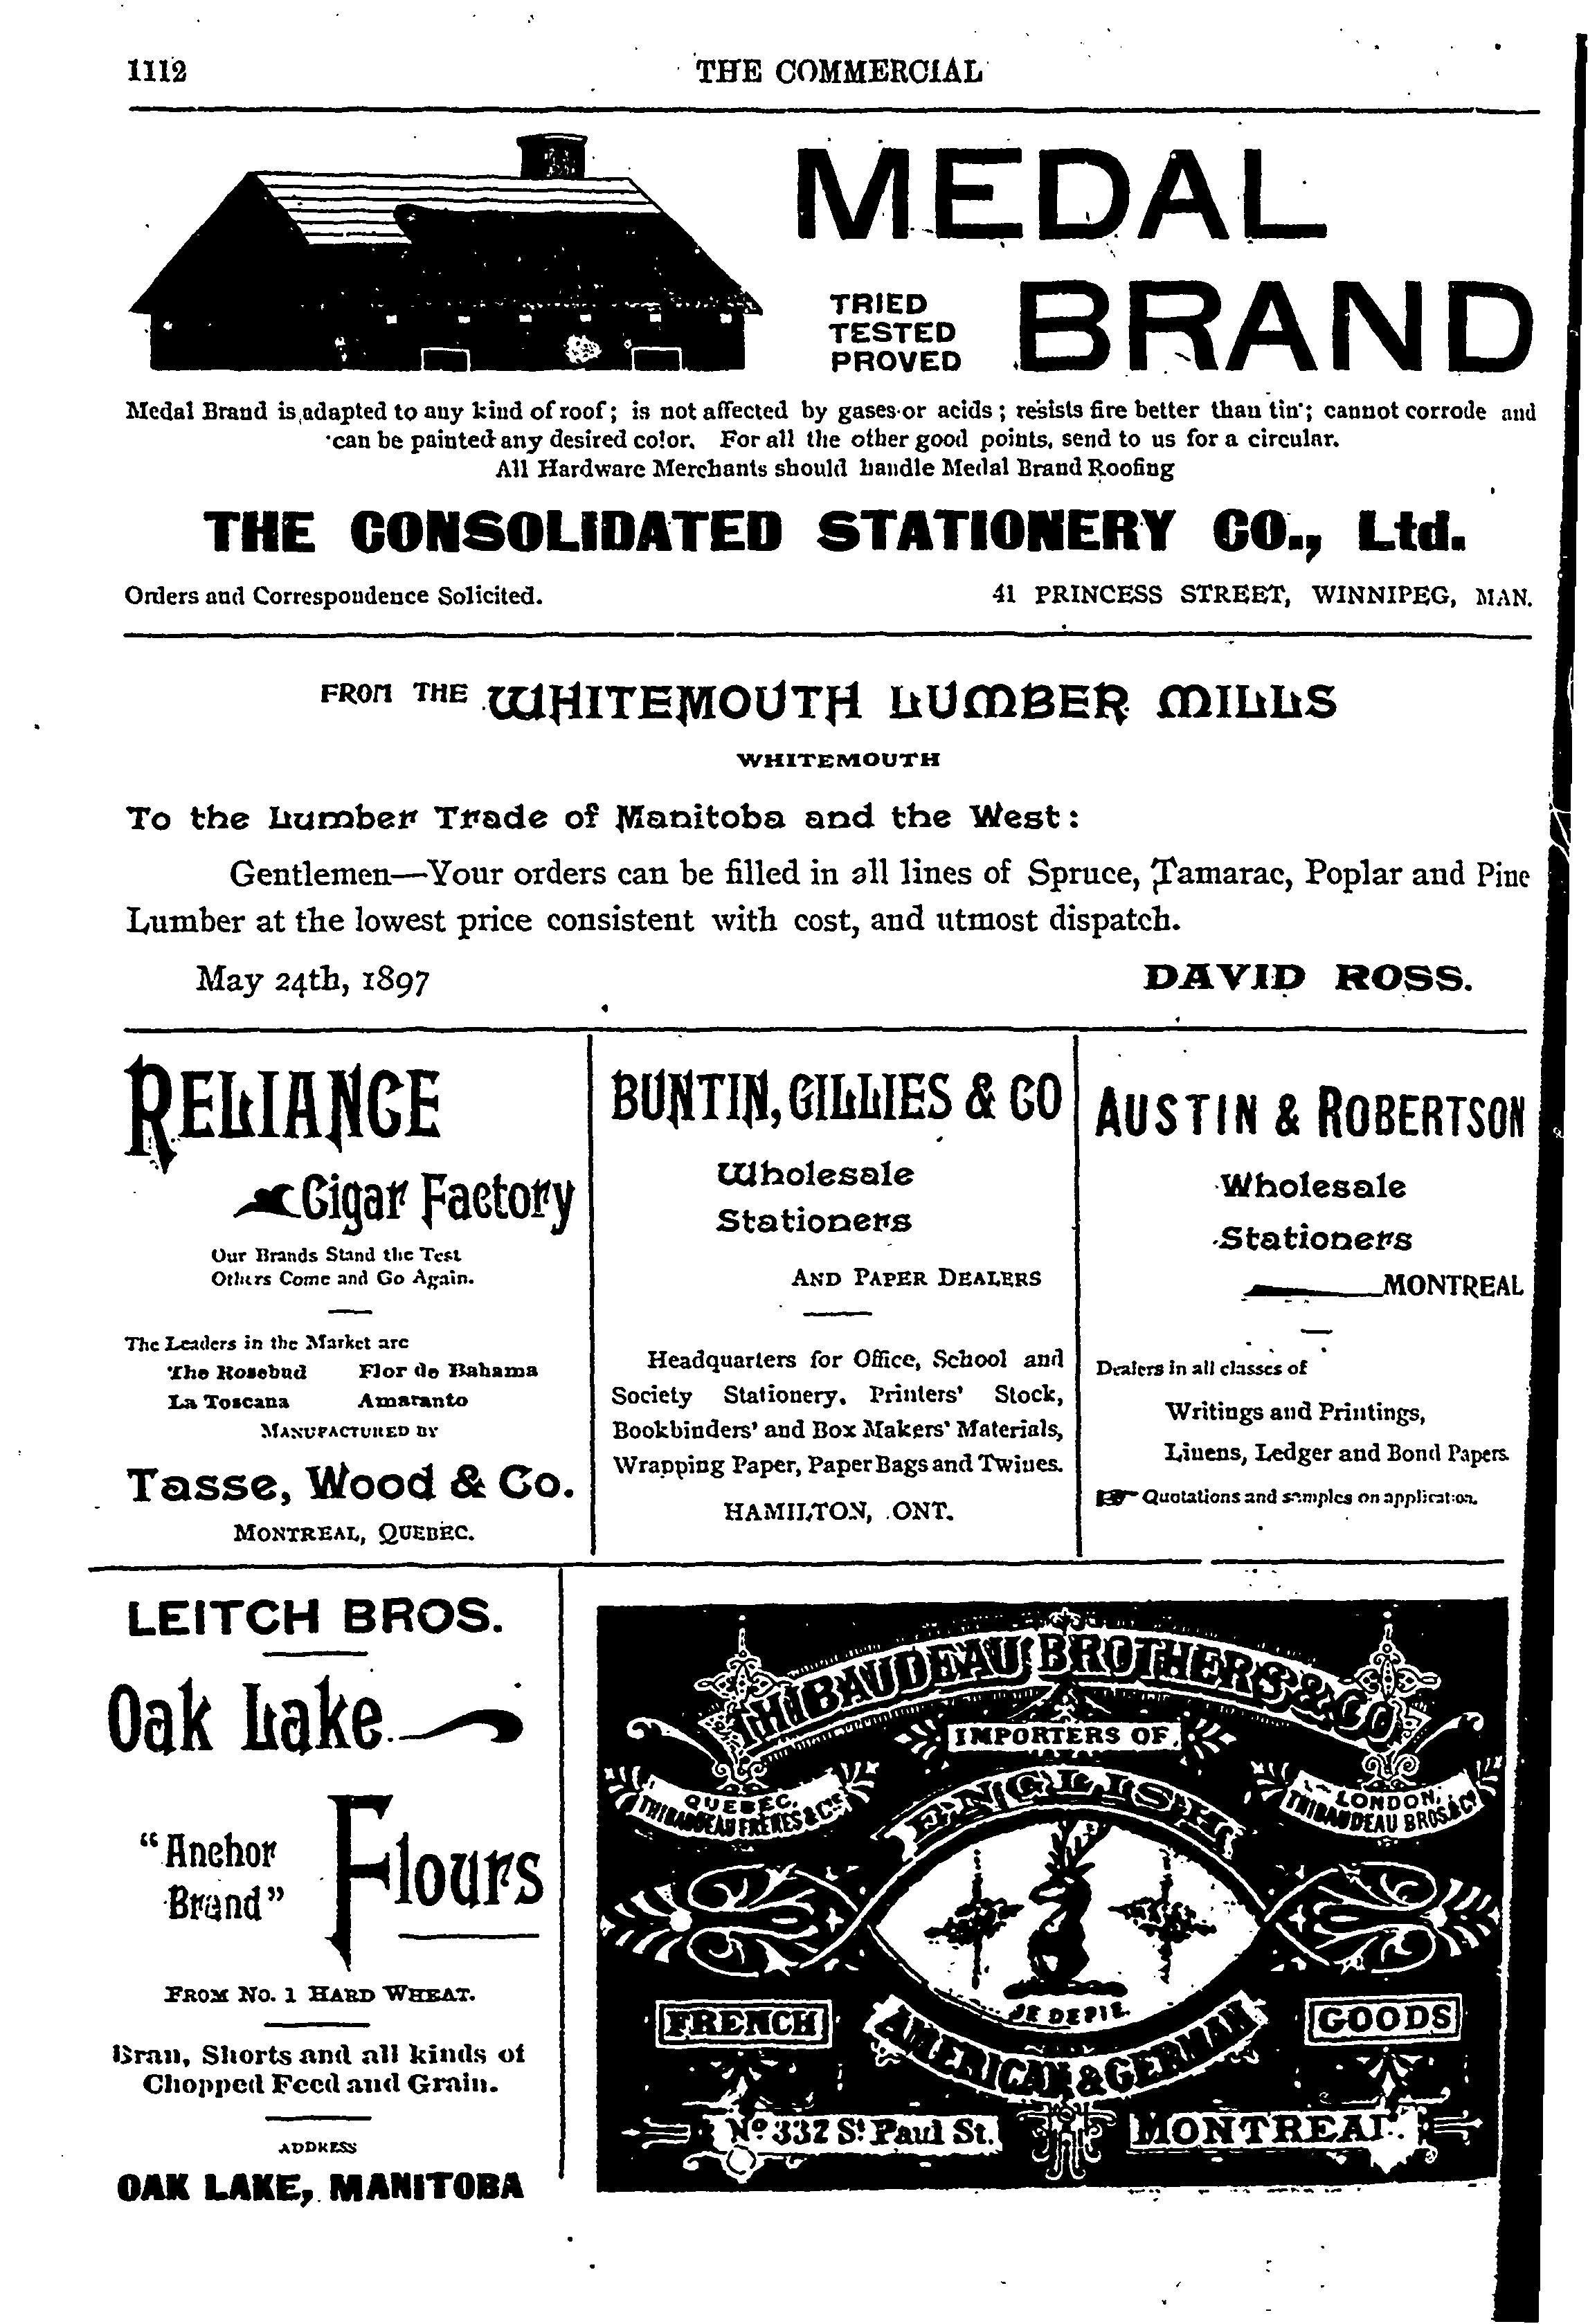 1112
THE COMMERCIAL
MEDAL
TRIED
TESTED
PROVED
BRAND
Medal Brand is adapted to any kind of roof; is not affected by gases or acids; resists fire better than tin; cannot corrode and
can be painted any desired color. For all the other good points, send to us for a circular.
All Hardware Merchants should handle Medal Brand Roofing
THE CONSOLIDATED STATIONERY CO., Ltd.
Orders and Correspondence Solicited.
41 PRINCESS STREET, WINNIPEG, MAN.
FROM THE WHITEMOUTH LUMBER MILLS
WHITEMOUTH
To the Lumber Trade of Manitoba and the West:
Gentlemen—Your orders can be filled in all lines of Spruce, Tamarac, Poplar and Pine
Lumber at the lowest price consistent with cost, and utmost dispatch.
May 24th, 1897
DAVID ROSS.
RELIANCE
Cigar Factory
Our Brands Stand the Test
Others Come and Go Again.
The Leaders in the Market are
The Rosebud Flor de Bahama
La Toscana Amaranto
MANUFACTURED BY
Tasse, Wood & Co.
MONTREAL, QUEBEC.
BUNTIN, GILLIES & CO
Wholesale
Stationers
AND PAPER DEALERS
Headquarters for Office, School and
Society Stationery, Printers' Stock,
Bookbinders' and Box Makers' Materials,
Wrapping Paper, Paper Bags and Twines.
HAMILTON, ONT.
AUSTIN & ROBERTSON
Wholesale
Stationers
MONTREAL
Dealers in all classes of
Writings and Printings,
Linens, Ledger and Bond Papers.
☞ Quotations and samples on application.
LEITCH BROS.
Oak Lake
"Anchor
Brand"
Flours
FROM NO. 1 HARD WHEAT.
Bran, Shorts and all kinds of
Chopped Feed and Grain.
ADDRESS
OAK LAKE, MANITOBA
THIBAUDEAU BROTHERS & CO.
IMPORTERS OF
QUEBEC,
THIBAUDEAU FRERES & CIE
LONDON,
THIBAUDEAU BROS & CO
ENGLISH
JE DEPIE.
FRENCH
AMERICAN & GERMAN
GOODS
No 332 St Paul St.
MONTREAL